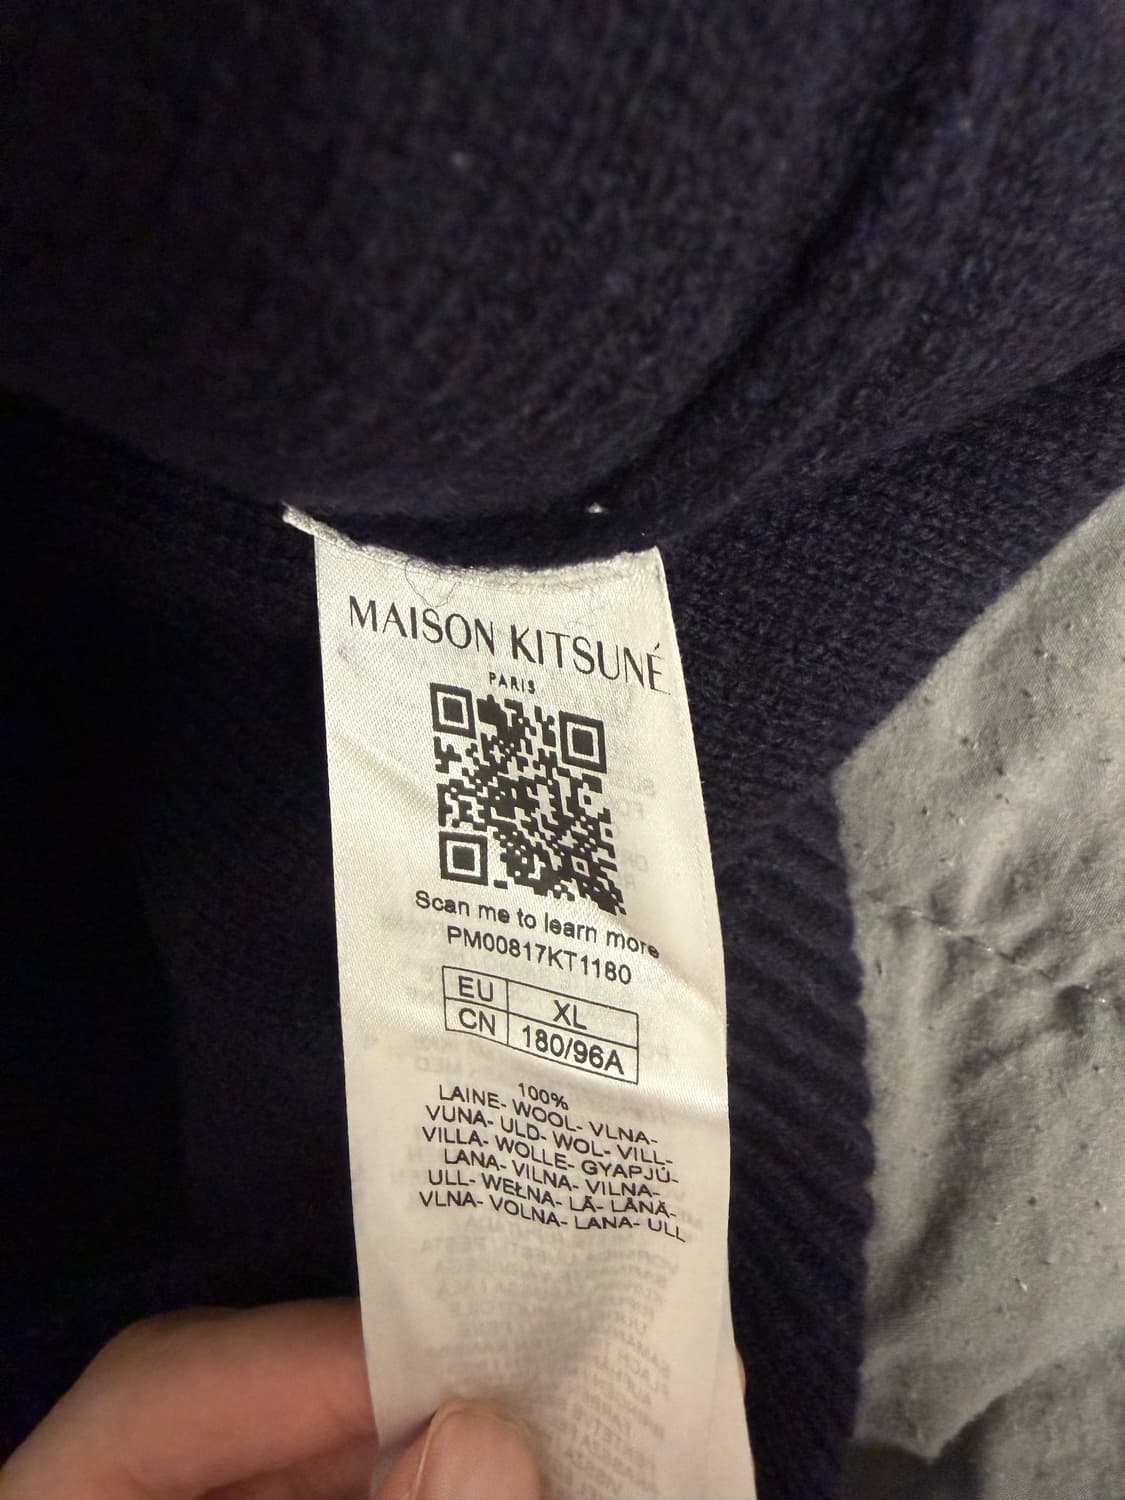 MAISON KITSUNÉ
PARIS
Scan me to learn more
PM00817KT1180
EU XL
CN 180/96A
100%
LAINE- WOOL- VLNA-
VUNA- ULD- WOL- VILL-
VILLA- WOLLE- GYAPJÚ-
LANA- VILNA- VILNA-
ULL- WEŁNA- LÃ- LÂNĂ-
VLNA- VOLNA- LANA- ULL